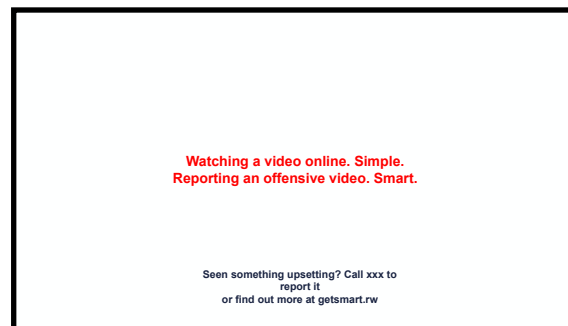 Watching a video online. Simple.
Reporting an offensive video. Smart.
Seen something upsetting? Call xxx to
report it
or find out more at getsmart.rw